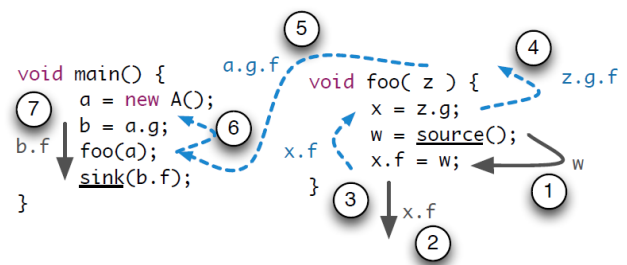 void main() {
a = new A();
b = a.g;
foo(a);
sink(b.f);
}
7
b.f
6
5
a.g.f
void foo( z ) {
x = z.g;
w = source();
x.f = w;
}
4
z.g.f
x.f
3
1
w
x.f
2